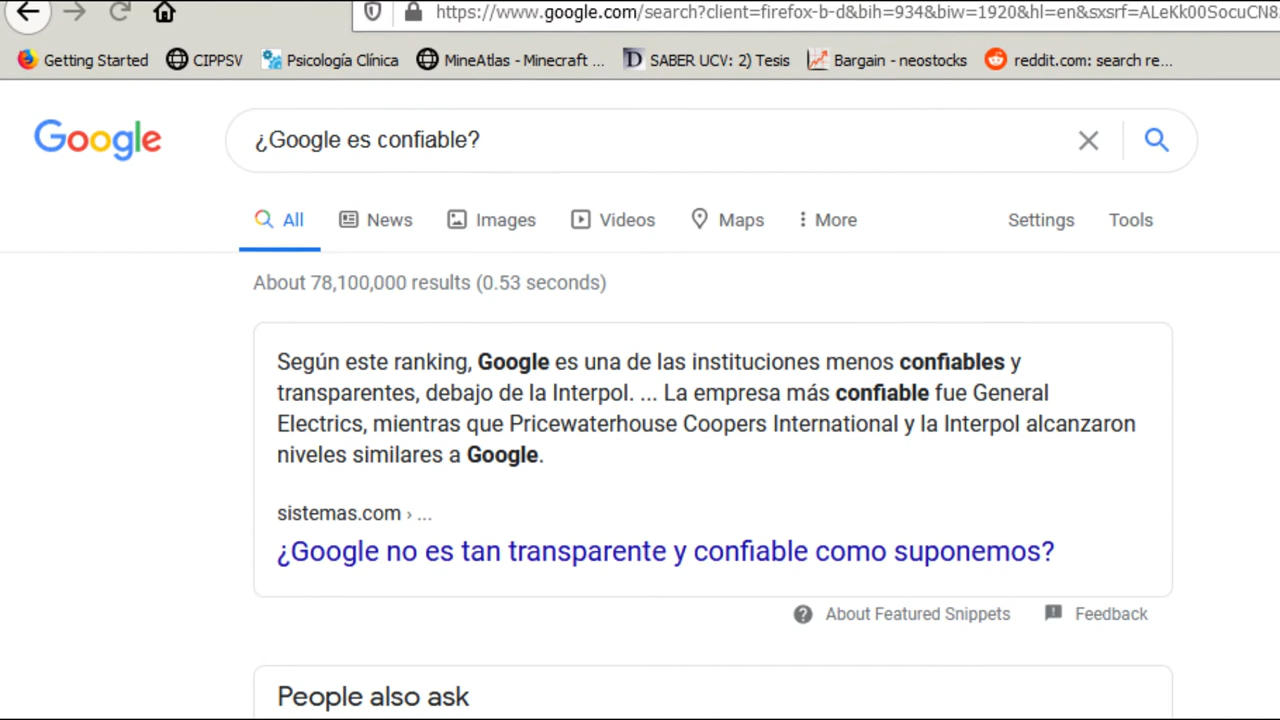 https://www.google.com/search?client=firefox-b-d&bih=934&biw=1920&hl=en&sxsrf=ALeKk00SocuCN8
Getting Started CIPPSV Psicología Clínica MineAtlas - Minecraft ... SABER UCV: 2) Tesis Bargain - neostocks reddit.com: search re...
Google ¿Google es confiable?
All News Images Videos Maps More Settings Tools
About 78,100,000 results (0.53 seconds)
Según este ranking, Google es una de las instituciones menos confiables y
transparentes, debajo de la Interpol. ... La empresa más confiable fue General
Electrics, mientras que Pricewaterhouse Coopers International y la Interpol alcanzaron
niveles similares a Google.
sistemas.com › ...
¿Google no es tan transparente y confiable como suponemos?
About Featured Snippets Feedback
People also ask